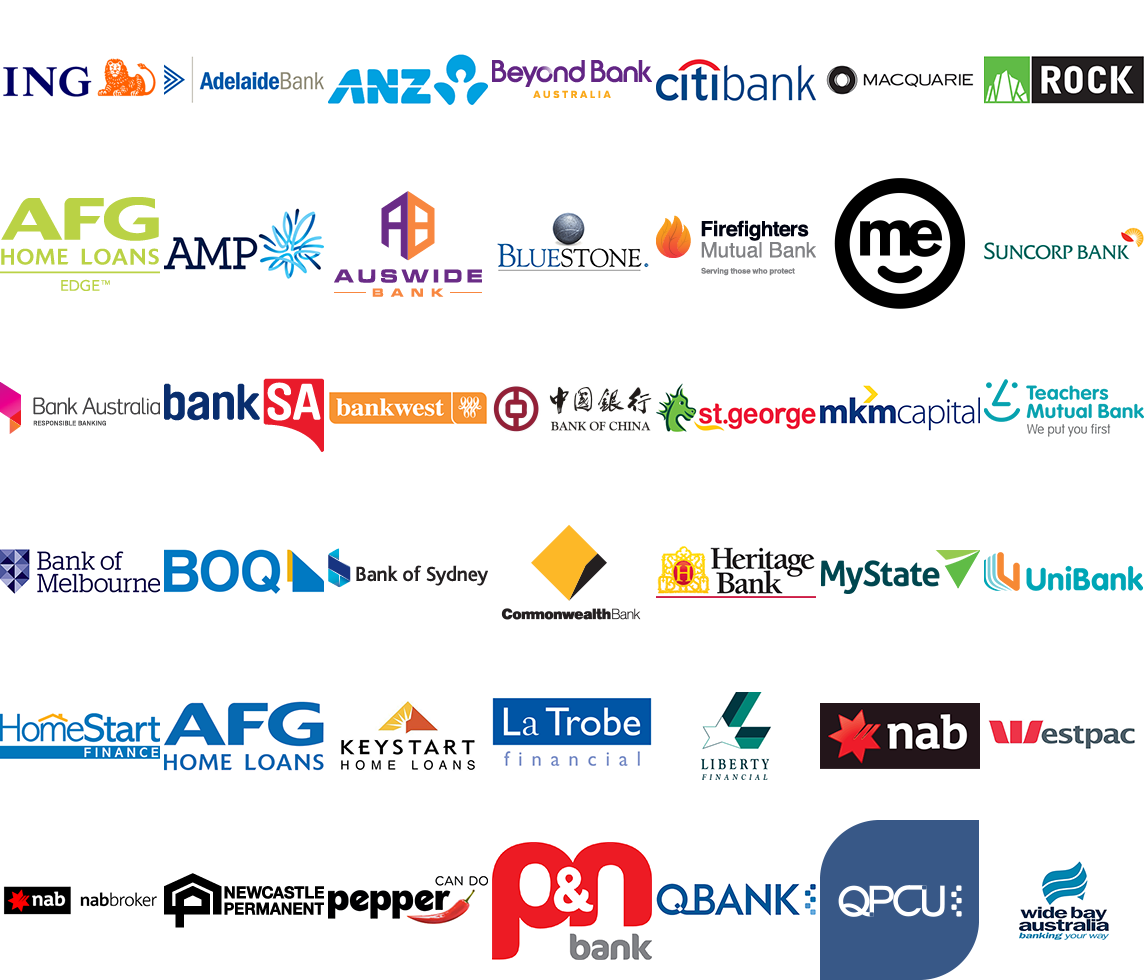 ING
AdelaideBank
ANZ
Beyond Bank
AUSTRALIA
citibank
MACQUARIE
ROCK
AFG
HOME LOANS
EDGE™
AMP
AB
AUSWIDE
BANK
BLUESTONE.
Firefighters
Mutual Bank
Serving those who protect
me
SUNCORP BANK
Bank Australia
RESPONSIBLE BANKING
bankSA
bankwest
中国银行
BANK OF CHINA
st.george
mkmcapital
Teachers
Mutual Bank
We put you first
Bank of
Melbourne
BOQ
Bank of Sydney
CommonwealthBank
H
Heritage
Bank
MyState
UniBank
HomeStart
FINANCE
AFG
HOME LOANS
KEYSTART
HOME LOANS
La Trobe
financial
LIBERTY
FINANCIAL
nab
Westpac
nab nabbroker
NEWCASTLE
PERMANENT
CAN DO
pepper
p&n
bank
QBANK
QPCU
wide bay
australia
banking your way